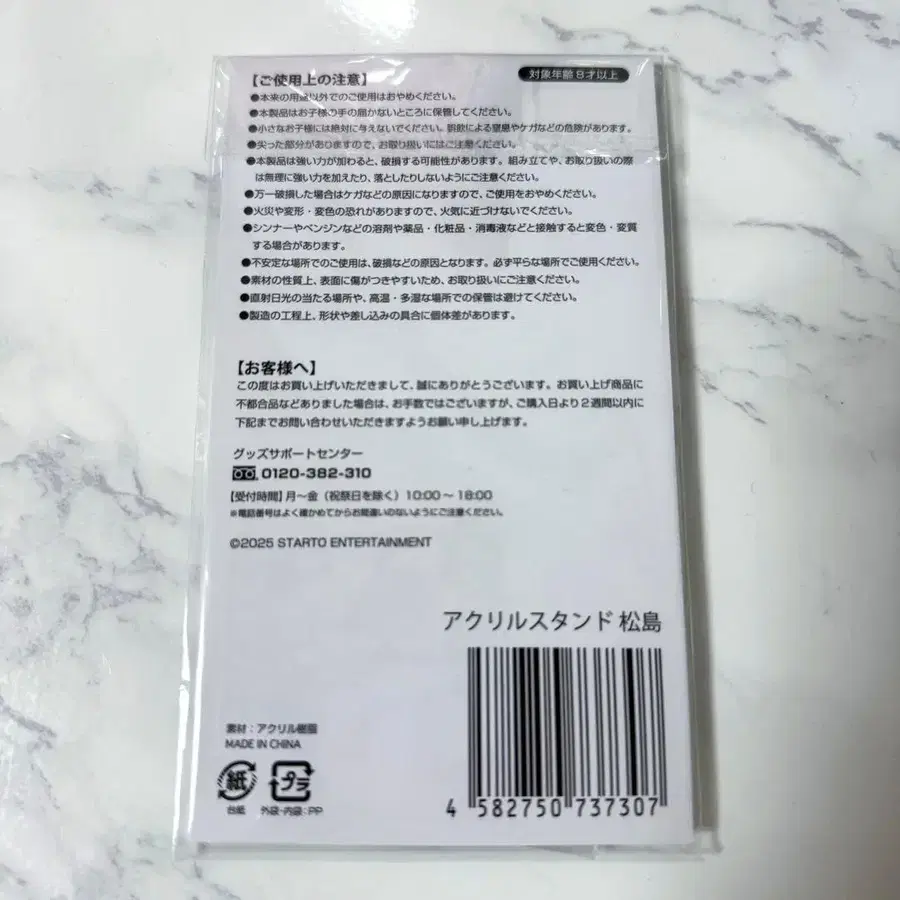 【ご使用上の注意】
対象年齢8才以上
●本来の用途以外でのご使用はおやめください。
●本製品はお子様の手の届かないところに保管してください。
●小さなお子様には絶対に与えないでください。誤飲による窒息やケガなどの危険があります。
●尖った部分がありますので、お取り扱いにはご注意ください。
●本製品は強い力が加わると、破損する可能性があります。組み立てや、お取り扱いの際
は無理に強い力を加えたり、落としたりしないようにご注意ください。
●万一破損した場合はケガなどの原因になりますので、ご使用をおやめください。
●火災や変形・変色の恐れがありますので、火気に近づけないでください。
●シンナーやベンジンなどの溶剤や薬品・化粧品・消毒液などと接触すると変色・変質
する場合があります。
●不安定な場所でのご使用は、破損などの原因となります。必ず平らな場所でご使用ください。
●素材の性質上、表面に傷がつきやすいため、お取り扱いにご注意ください。
●直射日光の当たる場所や、高温・多湿な場所での保管は避けてください。
●製造の工程上、形状や差し込みの具合に個体差があります。
【お客様へ】
この度はお買い上げいただきまして、誠にありがとうございます。お買い上げ商品に
不都合品などありました場合は、お手数ではございますが、ご購入日より2週間以内に
下記までお問い合わせいただきますようお願い申し上げます。
グッズサポートセンター
0120-382-310
【受付時間】月〜金（祝祭日を除く）10:00〜18:00
※電話番号はよく確かめてからお間違いのないようにご注意ください。
©2025 STARTO ENTERTAINMENT
アクリルスタンド 松島
素材：アクリル樹脂
MADE IN CHINA
紙
プラ
台紙
外袋・内袋：PP
4 582750 737307